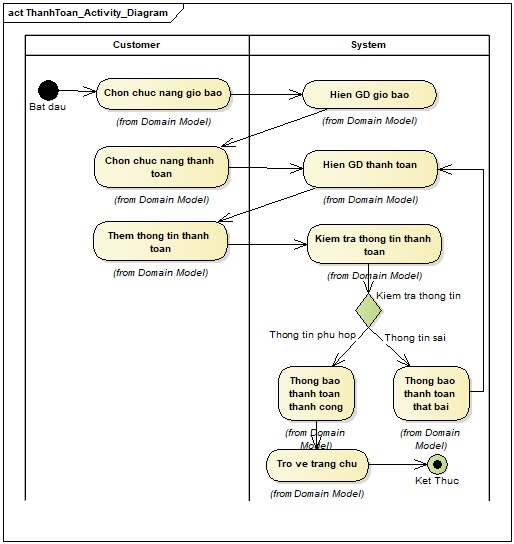 act ThanhToan_Activity_Diagram
Customer
System
Bat dau
Chon chuc nang gio bao
(from Domain Model)
Hien GD gio bao
(from Domain Model)
Chon chuc nang thanh
toan
(from Domain Model)
Hien GD thanh toan
(from Domain Model)
Them thong tin thanh
toan
(from Domain Model)
Kiem tra thong tin thanh
toan
(from Domain Model)
Kiem tra thong tin
Thong tin phu hop
Thong tin sai
Thong bao
thanh toan
thanh cong
(from Domain
Model)
Thong bao
thanh toan
that bai
(from Domain
Model)
Tro ve trang chu
(from Domain Model)
Ket Thuc